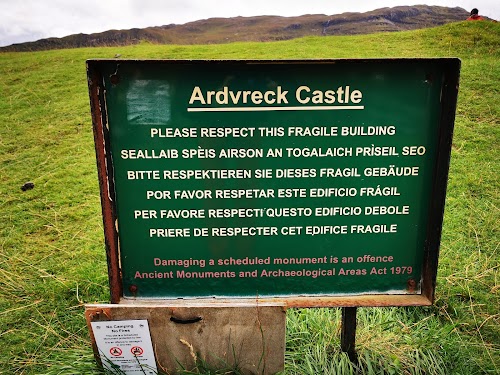 Ardvreck Castle
PLEASE RESPECT THIS FRAGILE BUILDING
SEALLAIB SPÈIS AIRSON AN TOGALAICH PRÌSEIL SEO
BITTE RESPEKTIEREN SIE DIESES FRAGIL GEBÄUDE
POR FAVOR RESPETAR ESTE EDIFICIO FRÁGIL
PER FAVORE RESPECTI QUESTO EDIFICIO DEBOLE
PRIERE DE RESPECTER CET EDIFICE FRAGILE
Damaging a scheduled monument is an offence
Ancient Monuments and Archaeological Areas Act 1979
No Camping
No Fires